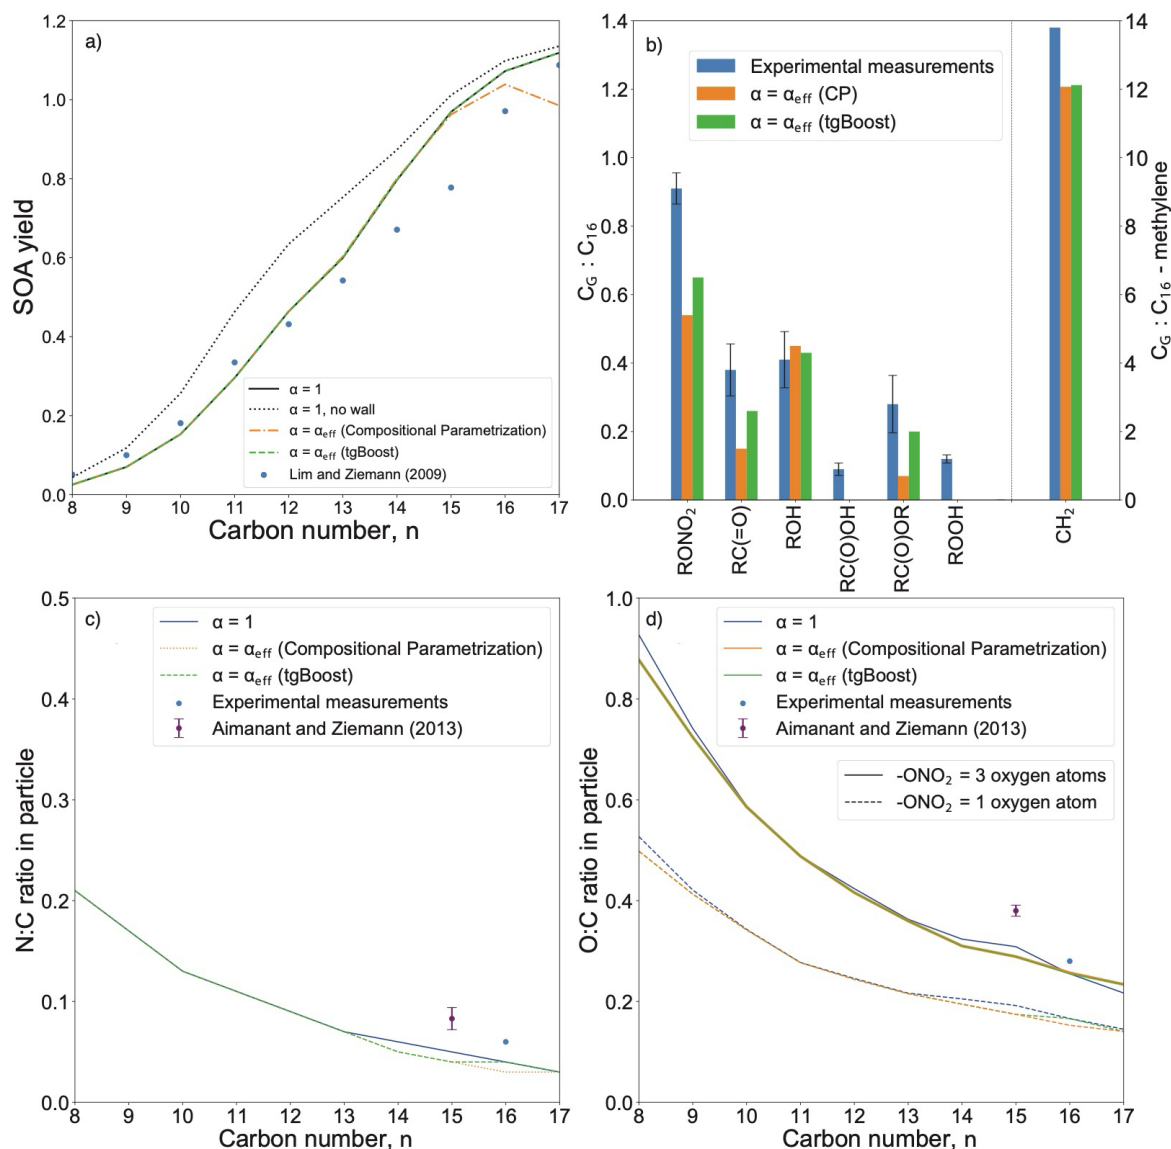 a)
SOA yield
1.2
1.0
0.8
0.6
0.4
0.2
0.0
α = 1
α = 1, no wall
α = αeff (Compositional Parametrization)
α = αeff (tgBoost)
Lim and Ziemann (2009)
8 9 10 11 12 13 14 15 16 17
Carbon number, n
b)
CG : C16
1.4
1.2
1.0
0.8
0.6
0.4
0.2
0.0
Experimental measurements
α = αeff (CP)
α = αeff (tgBoost)
14
12
10
8
6
4
2
0
CG : C16 - methylene
RONO2
RC(=O)
ROH
RC(O)OH
RC(O)OR
ROOH
CH2
c)
N:C ratio in particle
0.5
0.4
0.3
0.2
0.1
0.0
α = 1
α = αeff (Compositional Parametrization)
α = αeff (tgBoost)
Experimental measurements
Aimanant and Ziemann (2013)
8 9 10 11 12 13 14 15 16 17
Carbon number, n
d)
O:C ratio in particle
1.0
0.8
0.6
0.4
0.2
0.0
α = 1
α = αeff (Compositional Parametrization)
α = αeff (tgBoost)
Experimental measurements
Aimanant and Ziemann (2013)
-ONO2 = 3 oxygen atoms
-ONO2 = 1 oxygen atom
8 9 10 11 12 13 14 15 16 17
Carbon number, n